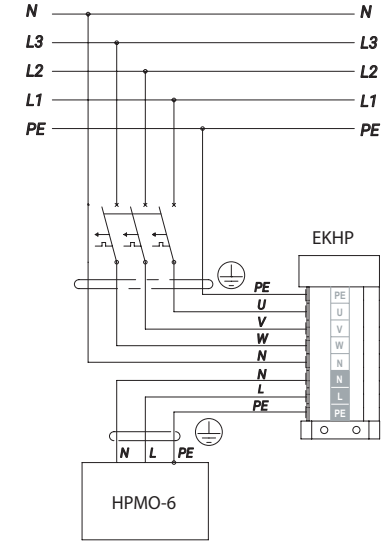 N N
L3 L3
L2 L2
L1 L1
PE PE
EKHP
PE PE
U U
V V
W W
N N
N N
L L
PE PE
N L PE
HPMO-6